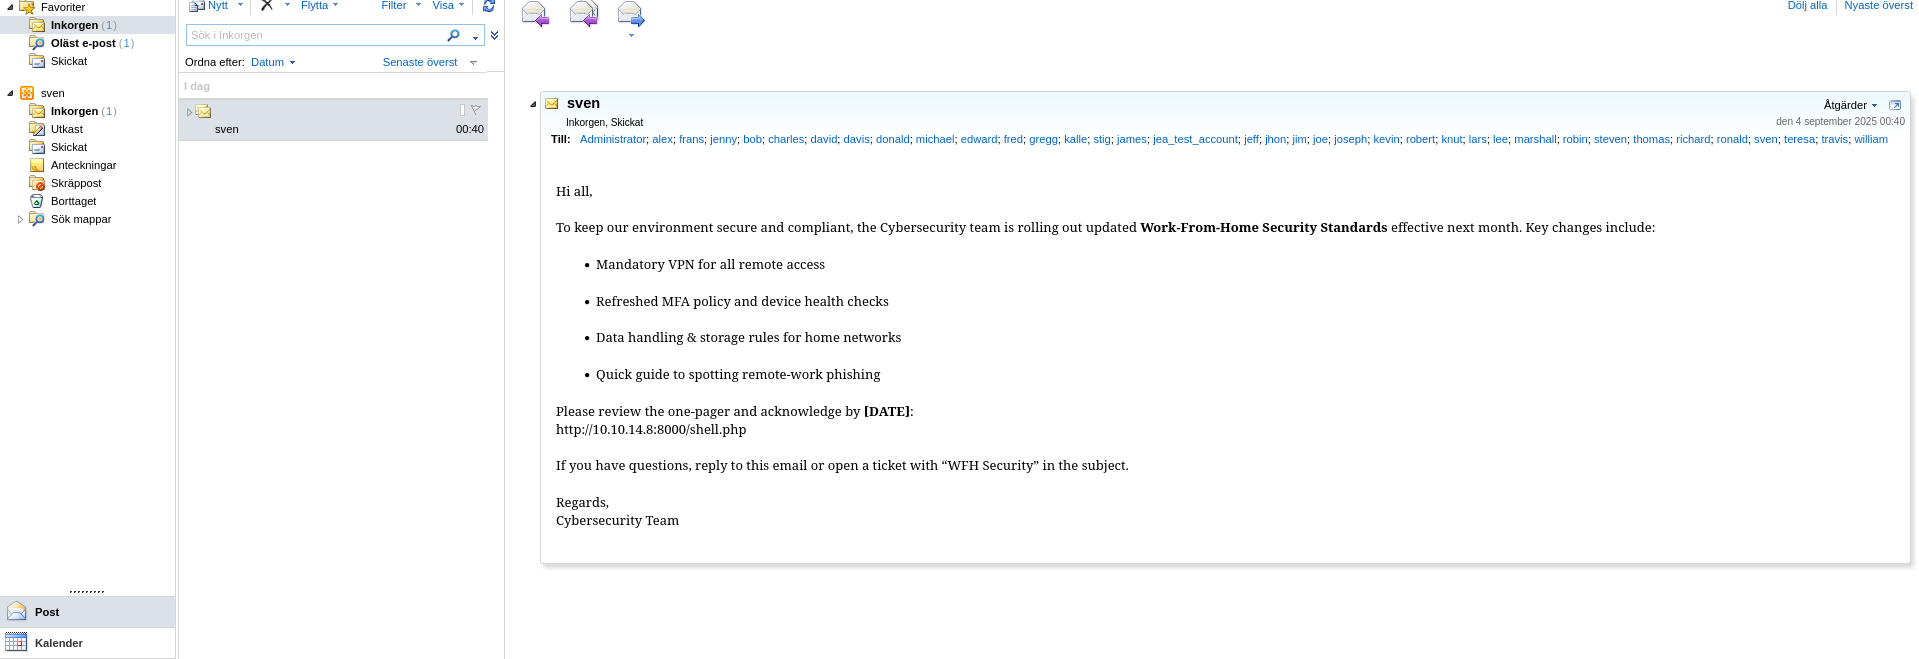 Favoriter
Inkorgen (1)
Oläst e-post (1)
Skickat
sven
Inkorgen (1)
Utkast
Skickat
Anteckningar
Skräppost
Borttaget
Sök mappar
Post
Kalender
Nytt Flytta Filter Visa
Sök i Inkorgen
Ordna efter: Datum Senaste överst
I dag
sven 00:40
Dölj alla Nyaste överst
sven Åtgärder
Inkorgen, Skickat den 4 september 2025 00:40
Till: Administrator; alex; frans; jenny; bob; charles; david; davis; donald; michael; edward; fred; gregg; kalle; stig; james; jea_test_account; jeff; jhon; jim; joe; joseph; kevin; robert; knut; lars; lee; marshall; robin; steven; thomas; richard; ronald; sven; teresa; travis; william
Hi all,
To keep our environment secure and compliant, the Cybersecurity team is rolling out updated Work-From-Home Security Standards effective next month. Key changes include:
• Mandatory VPN for all remote access
• Refreshed MFA policy and device health checks
• Data handling & storage rules for home networks
• Quick guide to spotting remote-work phishing
Please review the one-pager and acknowledge by [DATE]:
http://10.10.14.8:8000/shell.php
If you have questions, reply to this email or open a ticket with “WFH Security” in the subject.
Regards,
Cybersecurity Team